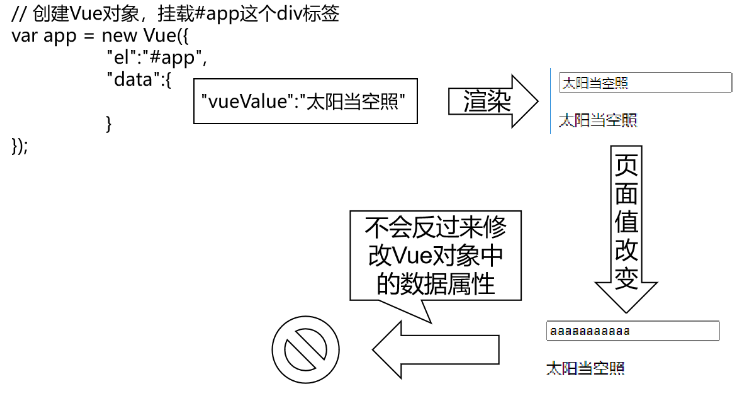 // 创建Vue对象，挂载#app这个div标签
var app = new Vue({
"el":"#app",
"data":{
"vueValue":"太阳当空照"
}
});
渲染
太阳当空照
太阳当空照
页面值改变
不会反过来修
改Vue对象中
的数据属性
aaaaaaaaaaa
太阳当空照